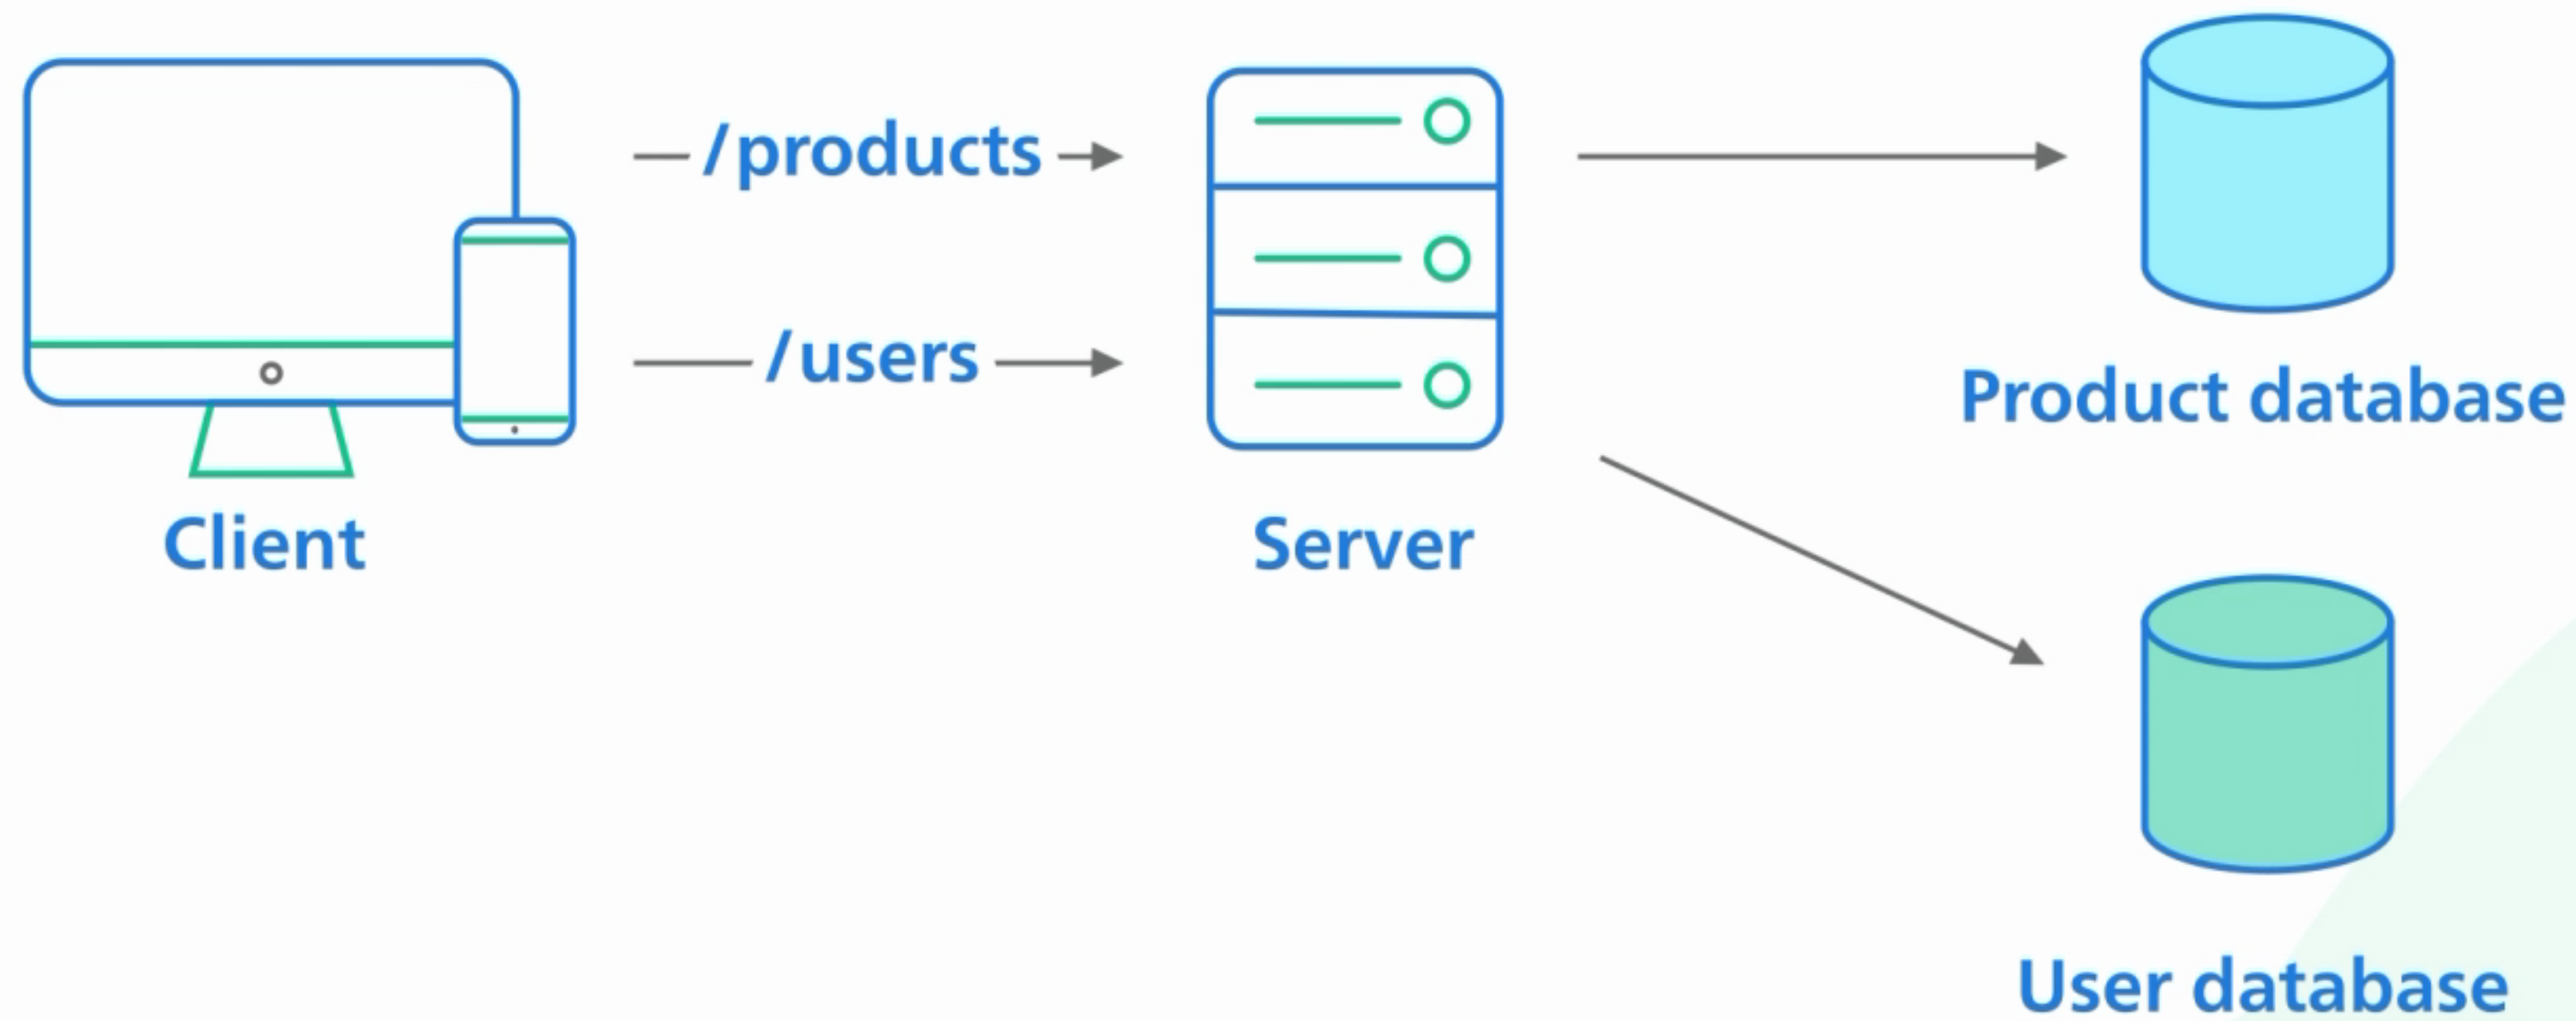 /products
/users
Client
Server
Product database
User database